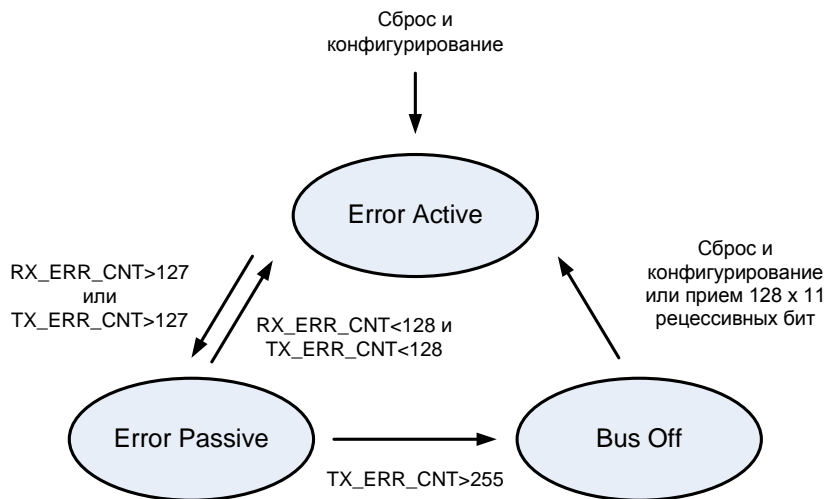 Сброс и
конфигурирование
Error Active
RX_ERR_CNT>127
или
TX_ERR_CNT>127
RX_ERR_CNT<128 и
TX_ERR_CNT<128
Сброс и
конфигурирование
или прием 128 x 11
рецессивных бит
Error Passive
TX_ERR_CNT>255
Bus Off